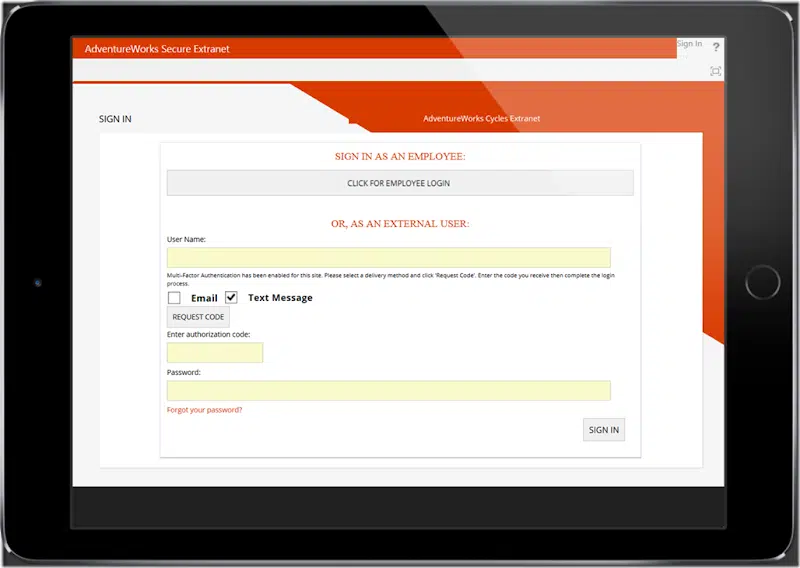 AdventureWorks Secure Extranet
Sign In
?
SIGN IN
AdventureWorks Cycles Extranet
SIGN IN AS AN EMPLOYEE:
CLICK FOR EMPLOYEE LOGIN
OR, AS AN EXTERNAL USER:
User Name:
Multi-Factor Authentication has been enabled for this site. Please select a delivery method and click 'Request Code'. Enter the code you receive then complete the login
process.
Email Text Message
REQUEST CODE
Enter authorization code:
Password:
Forgot your password?
SIGN IN